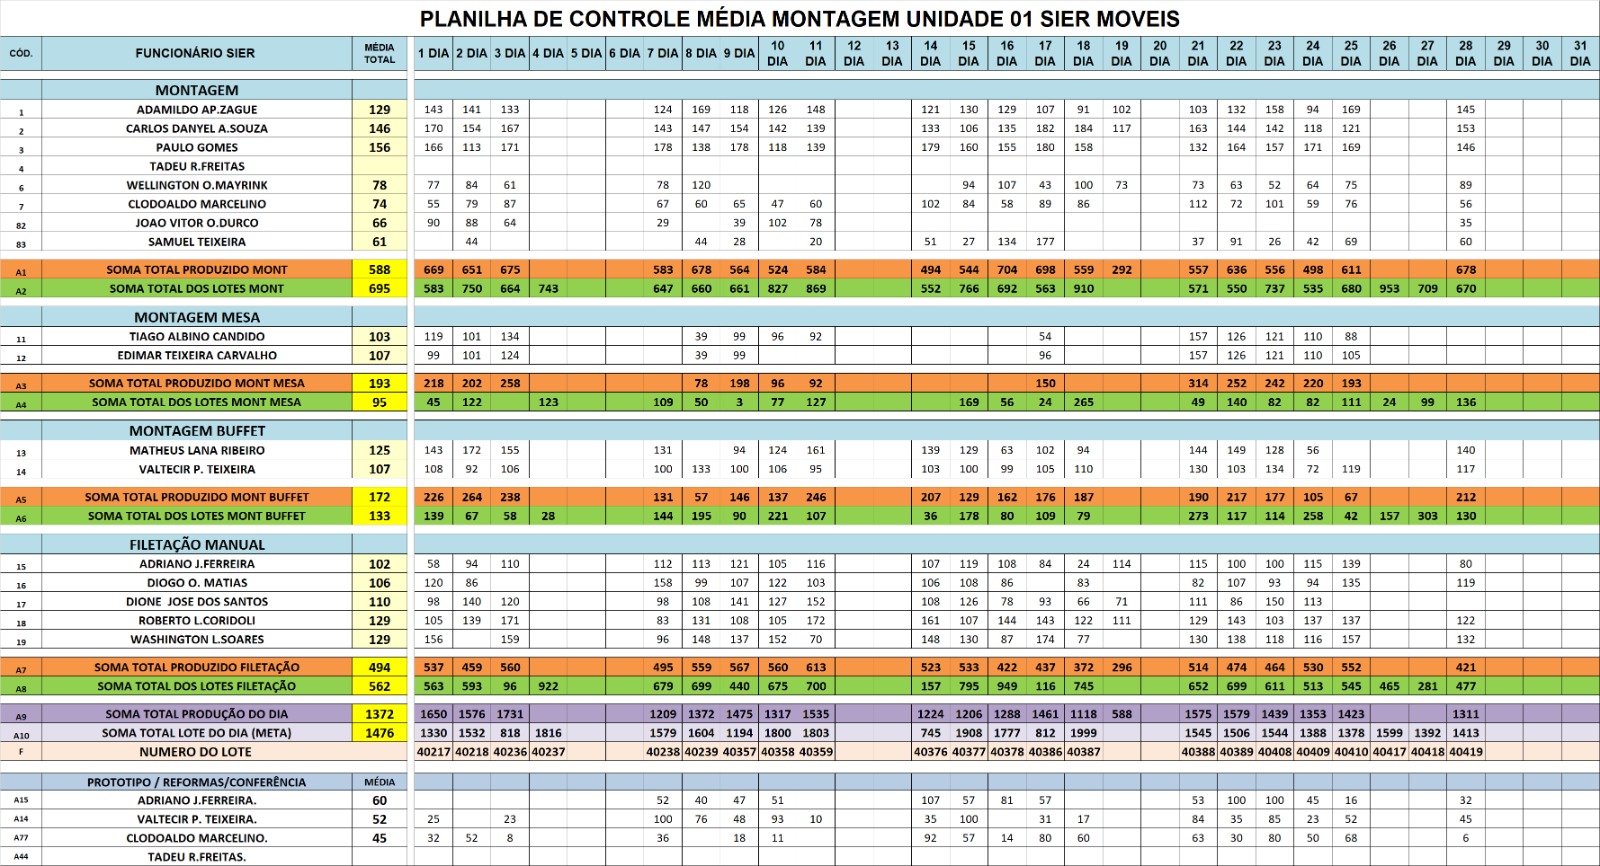 PLANILHA DE CONTROLE MÉDIA MONTAGEM UNIDADE 01 SIER MOVEIS
CÓD. FUNCIONÁRIO SIER MÉDIA TOTAL 1 DIA 2 DIA 3 DIA 4 DIA 5 DIA 6 DIA 7 DIA 8 DIA 9 DIA 10 DIA 11 DIA 12 DIA 13 DIA 14 DIA 15 DIA 16 DIA 17 DIA 18 DIA 19 DIA 20 DIA 21 DIA 22 DIA 23 DIA 24 DIA 25 DIA 26 DIA 27 DIA 28 DIA 29 DIA 30 DIA 31 DIA
MONTAGEM
1 ADAMILDO AP.ZAGUE 129 143 141 133 124 169 118 126 148 121 130 129 107 91 102 103 132 158 94 169 145
2 CARLOS DANYEL A.SOUZA 146 170 154 167 143 147 154 142 139 133 106 135 182 184 117 163 144 142 118 121 153
3 PAULO GOMES 156 166 113 171 178 138 178 118 139 179 160 155 180 158 132 164 157 171 169 146
4 TADEU R.FREITAS
6 WELLINGTON O.MAYRINK 78 77 84 61 78 120 94 107 43 100 73 73 63 52 64 75 89
7 CLODOALDO MARCELINO 74 55 79 87 67 60 65 47 60 102 84 58 89 86 112 72 101 59 76 56
82 JOAO VITOR O.DURCO 66 90 88 64 29 39 102 78 35
83 SAMUEL TEIXEIRA 61 44 44 28 20 51 27 134 177 37 91 26 42 69 60
A1 SOMA TOTAL PRODUZIDO MONT 588 669 651 675 583 678 564 524 584 494 544 704 698 559 292 557 636 556 498 611 678
A2 SOMA TOTAL DOS LOTES MONT 695 583 750 664 743 647 660 661 827 869 552 766 692 563 910 571 550 737 535 680 953 709 670
MONTAGEM MESA
11 TIAGO ALBINO CANDIDO 103 119 101 134 39 99 96 92 54 157 126 121 110 88
12 EDIMAR TEIXEIRA CARVALHO 107 99 101 124 39 99 96 157 126 121 110 105
A3 SOMA TOTAL PRODUZIDO MONT MESA 193 218 202 258 78 198 96 92 150 314 252 242 220 193
A4 SOMA TOTAL DOS LOTES MONT MESA 95 45 122 123 109 50 3 77 127 169 56 24 265 49 140 82 82 111 24 99 136
MONTAGEM BUFFET
13 MATHEUS LANA RIBEIRO 125 143 172 155 131 94 124 161 139 129 63 102 94 144 149 128 56 140
14 VALTECIR P. TEIXEIRA 107 108 92 106 100 133 100 106 95 103 100 99 105 110 130 103 134 72 119 117
A5 SOMA TOTAL PRODUZIDO MONT BUFFET 172 226 264 238 131 57 146 137 246 207 129 162 176 187 190 217 177 105 67 212
A6 SOMA TOTAL DOS LOTES MONT BUFFET 133 139 67 58 28 144 195 90 221 107 36 178 80 109 79 273 117 114 258 42 157 303 130
FILETAÇÃO MANUAL
15 ADRIANO J.FERREIRA 102 58 94 110 112 113 121 105 116 107 119 108 84 24 114 115 100 100 115 139 80
16 DIOGO O. MATIAS 106 120 86 158 99 107 122 103 106 108 86 83 82 107 93 94 135 119
17 DIONE JOSE DOS SANTOS 110 98 140 120 98 108 141 127 152 108 126 78 93 66 71 111 86 150 113
18 ROBERTO L.CORIDOLI 129 105 139 171 83 131 108 105 172 161 107 144 143 122 111 129 143 103 137 137 122
19 WASHINGTON L.SOARES 129 156 159 96 148 137 152 70 148 130 87 174 77 130 138 118 116 157 132
A7 SOMA TOTAL PRODUZIDO FILETAÇÃO 494 537 459 560 495 559 567 560 613 523 533 422 437 372 296 514 474 464 530 552 421
A8 SOMA TOTAL DOS LOTES FILETAÇÃO 562 563 593 96 922 679 699 440 675 700 157 795 949 116 745 652 699 611 513 545 465 281 477
A9 SOMA TOTAL PRODUÇÃO DO DIA 1372 1650 1576 1731 1209 1372 1475 1317 1535 1224 1206 1288 1461 1118 588 1575 1579 1439 1353 1423 1311
A10 SOMA TOTAL LOTE DO DIA (META) 1476 1330 1532 818 1816 1579 1604 1194 1800 1803 745 1908 1777 812 1999 1545 1506 1544 1388 1378 1599 1392 1413
F NUMERO DO LOTE 40217 40218 40236 40237 40238 40239 40357 40358 40359 40376 40377 40378 40386 40387 40388 40389 40408 40409 40410 40417 40418 40419
PROTOTIPO / REFORMAS/CONFERÊNCIA MÉDIA
A15 ADRIANO J.FERREIRA. 60 52 40 47 51 107 57 81 57 53 100 100 45 16 32
A14 VALTECIR P. TEIXEIRA. 52 25 23 100 76 48 93 10 35 100 31 17 84 35 85 23 52 45
A77 CLODOALDO MARCELINO. 45 32 52 8 36 18 11 92 57 14 80 60 63 30 80 50 68 6
A44 TADEU R.FREITAS.